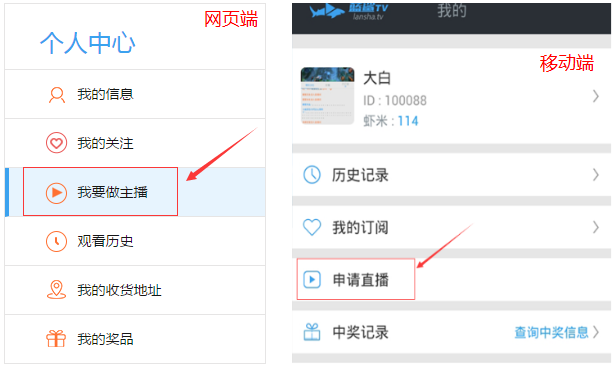 网页端
个人中心
我的信息
我的关注
我要做主播
观看历史
我的收货地址
我的奖品
蓝鲨TV
lansha.tv
我的
移动端
大白
ID : 100088
虾米 : 114
历史记录
我的订阅
申请直播
中奖记录
查询中奖信息